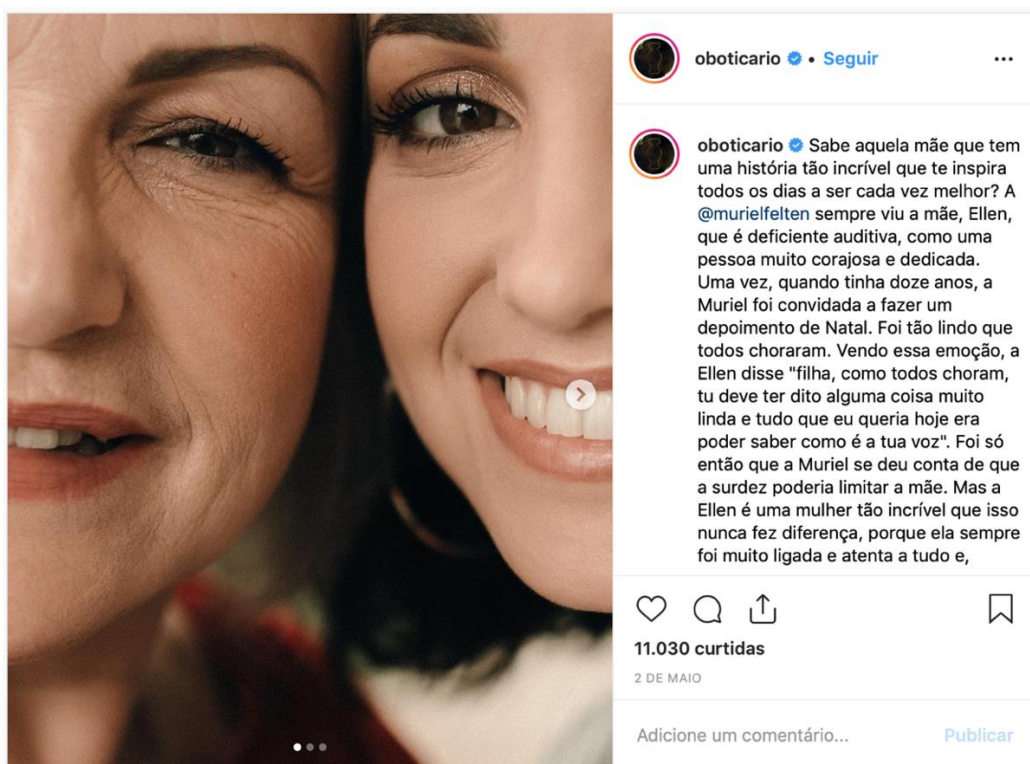 oboticario • Seguir
oboticario Sabe aquela mãe que tem
uma história tão incrível que te inspira
todos os dias a ser cada vez melhor? A
@murielfelten sempre viu a mãe, Ellen,
que é deficiente auditiva, como uma
pessoa muito corajosa e dedicada.
Uma vez, quando tinha doze anos, a
Muriel foi convidada a fazer um
depoimento de Natal. Foi tão lindo que
todos choraram. Vendo essa emoção, a
Ellen disse "filha, como todos choram,
tu deve ter dito alguma coisa muito
linda e tudo que eu queria hoje era
poder saber como é a tua voz". Foi só
então que a Muriel se deu conta de que
a surdez poderia limitar a mãe. Mas a
Ellen é uma mulher tão incrível que isso
nunca fez diferença, porque ela sempre
foi muito ligada e atenta a tudo e,
11.030 curtidas
2 DE MAIO
Adicione um comentário... Publicar